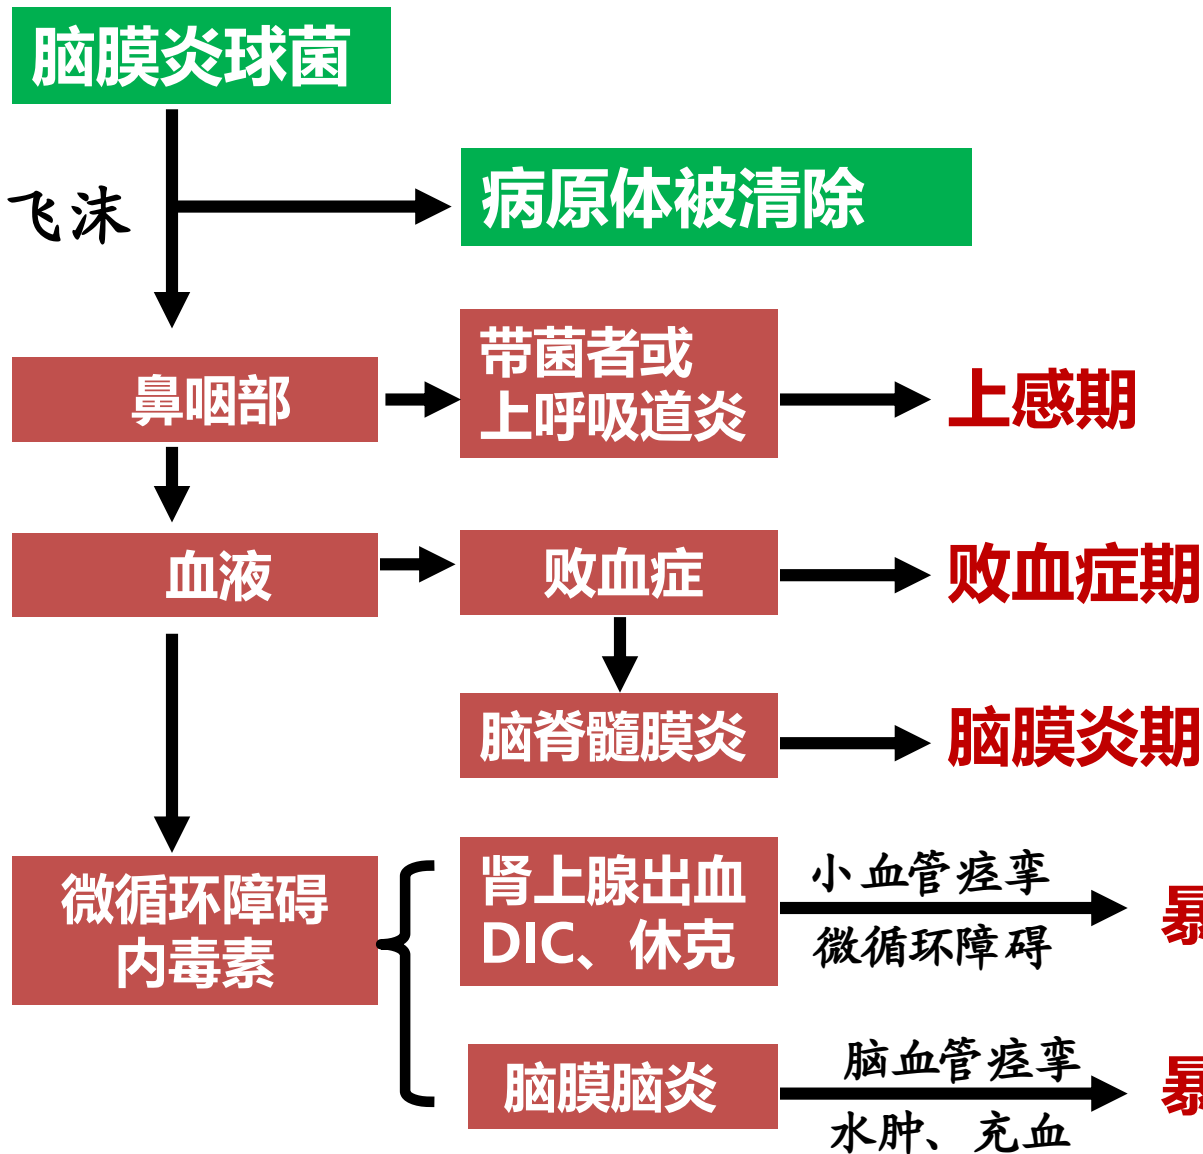 脑膜炎球菌
飞沫
病原体被清除
鼻咽部
带菌者或
上呼吸道炎
上感期
血液
败血症
败血症期
脑脊髓膜炎
脑膜炎期
微循环障碍
内毒素
肾上腺出血
DIC、休克
小血管痉挛
微循环障碍
暴
脑膜脑炎
脑血管痉挛
水肿、充血
暴